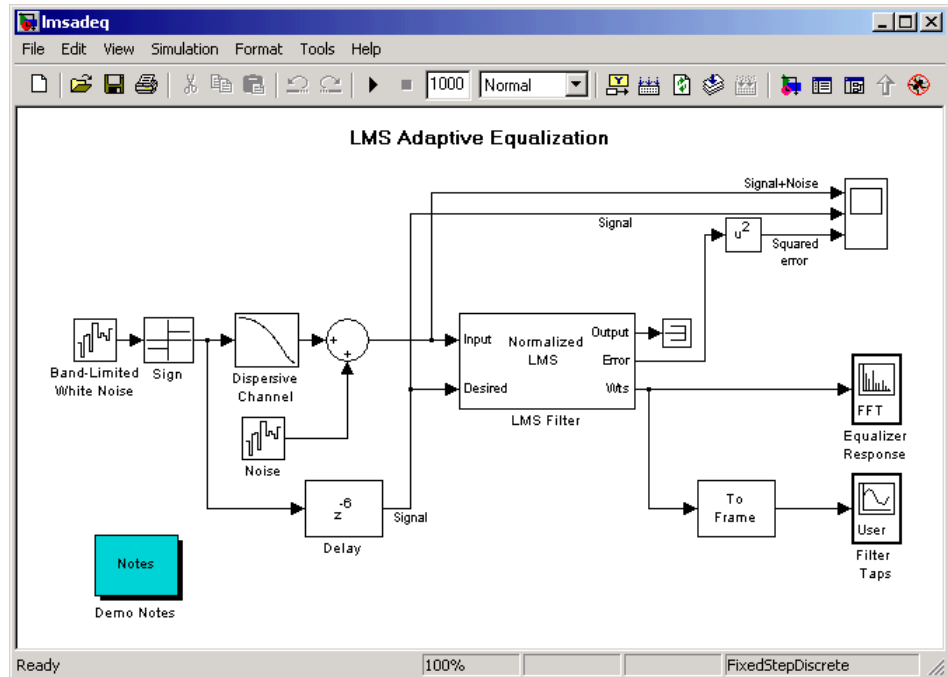 lmsadeq
File Edit View Simulation Format Tools Help
1000 Normal
LMS Adaptive Equalization
Signal+Noise
Signal
u2
Squared
error
Band-Limited
White Noise
Sign
Dispersive
Channel
+
+
Noise
Input
Desired
Normalized
LMS
Output
Error
Wts
LMS Filter
FFT
Equalizer
Response
z-6
Delay
Signal
To
Frame
User
Filter
Taps
Notes
Demo Notes
Ready 100% FixedStepDiscrete